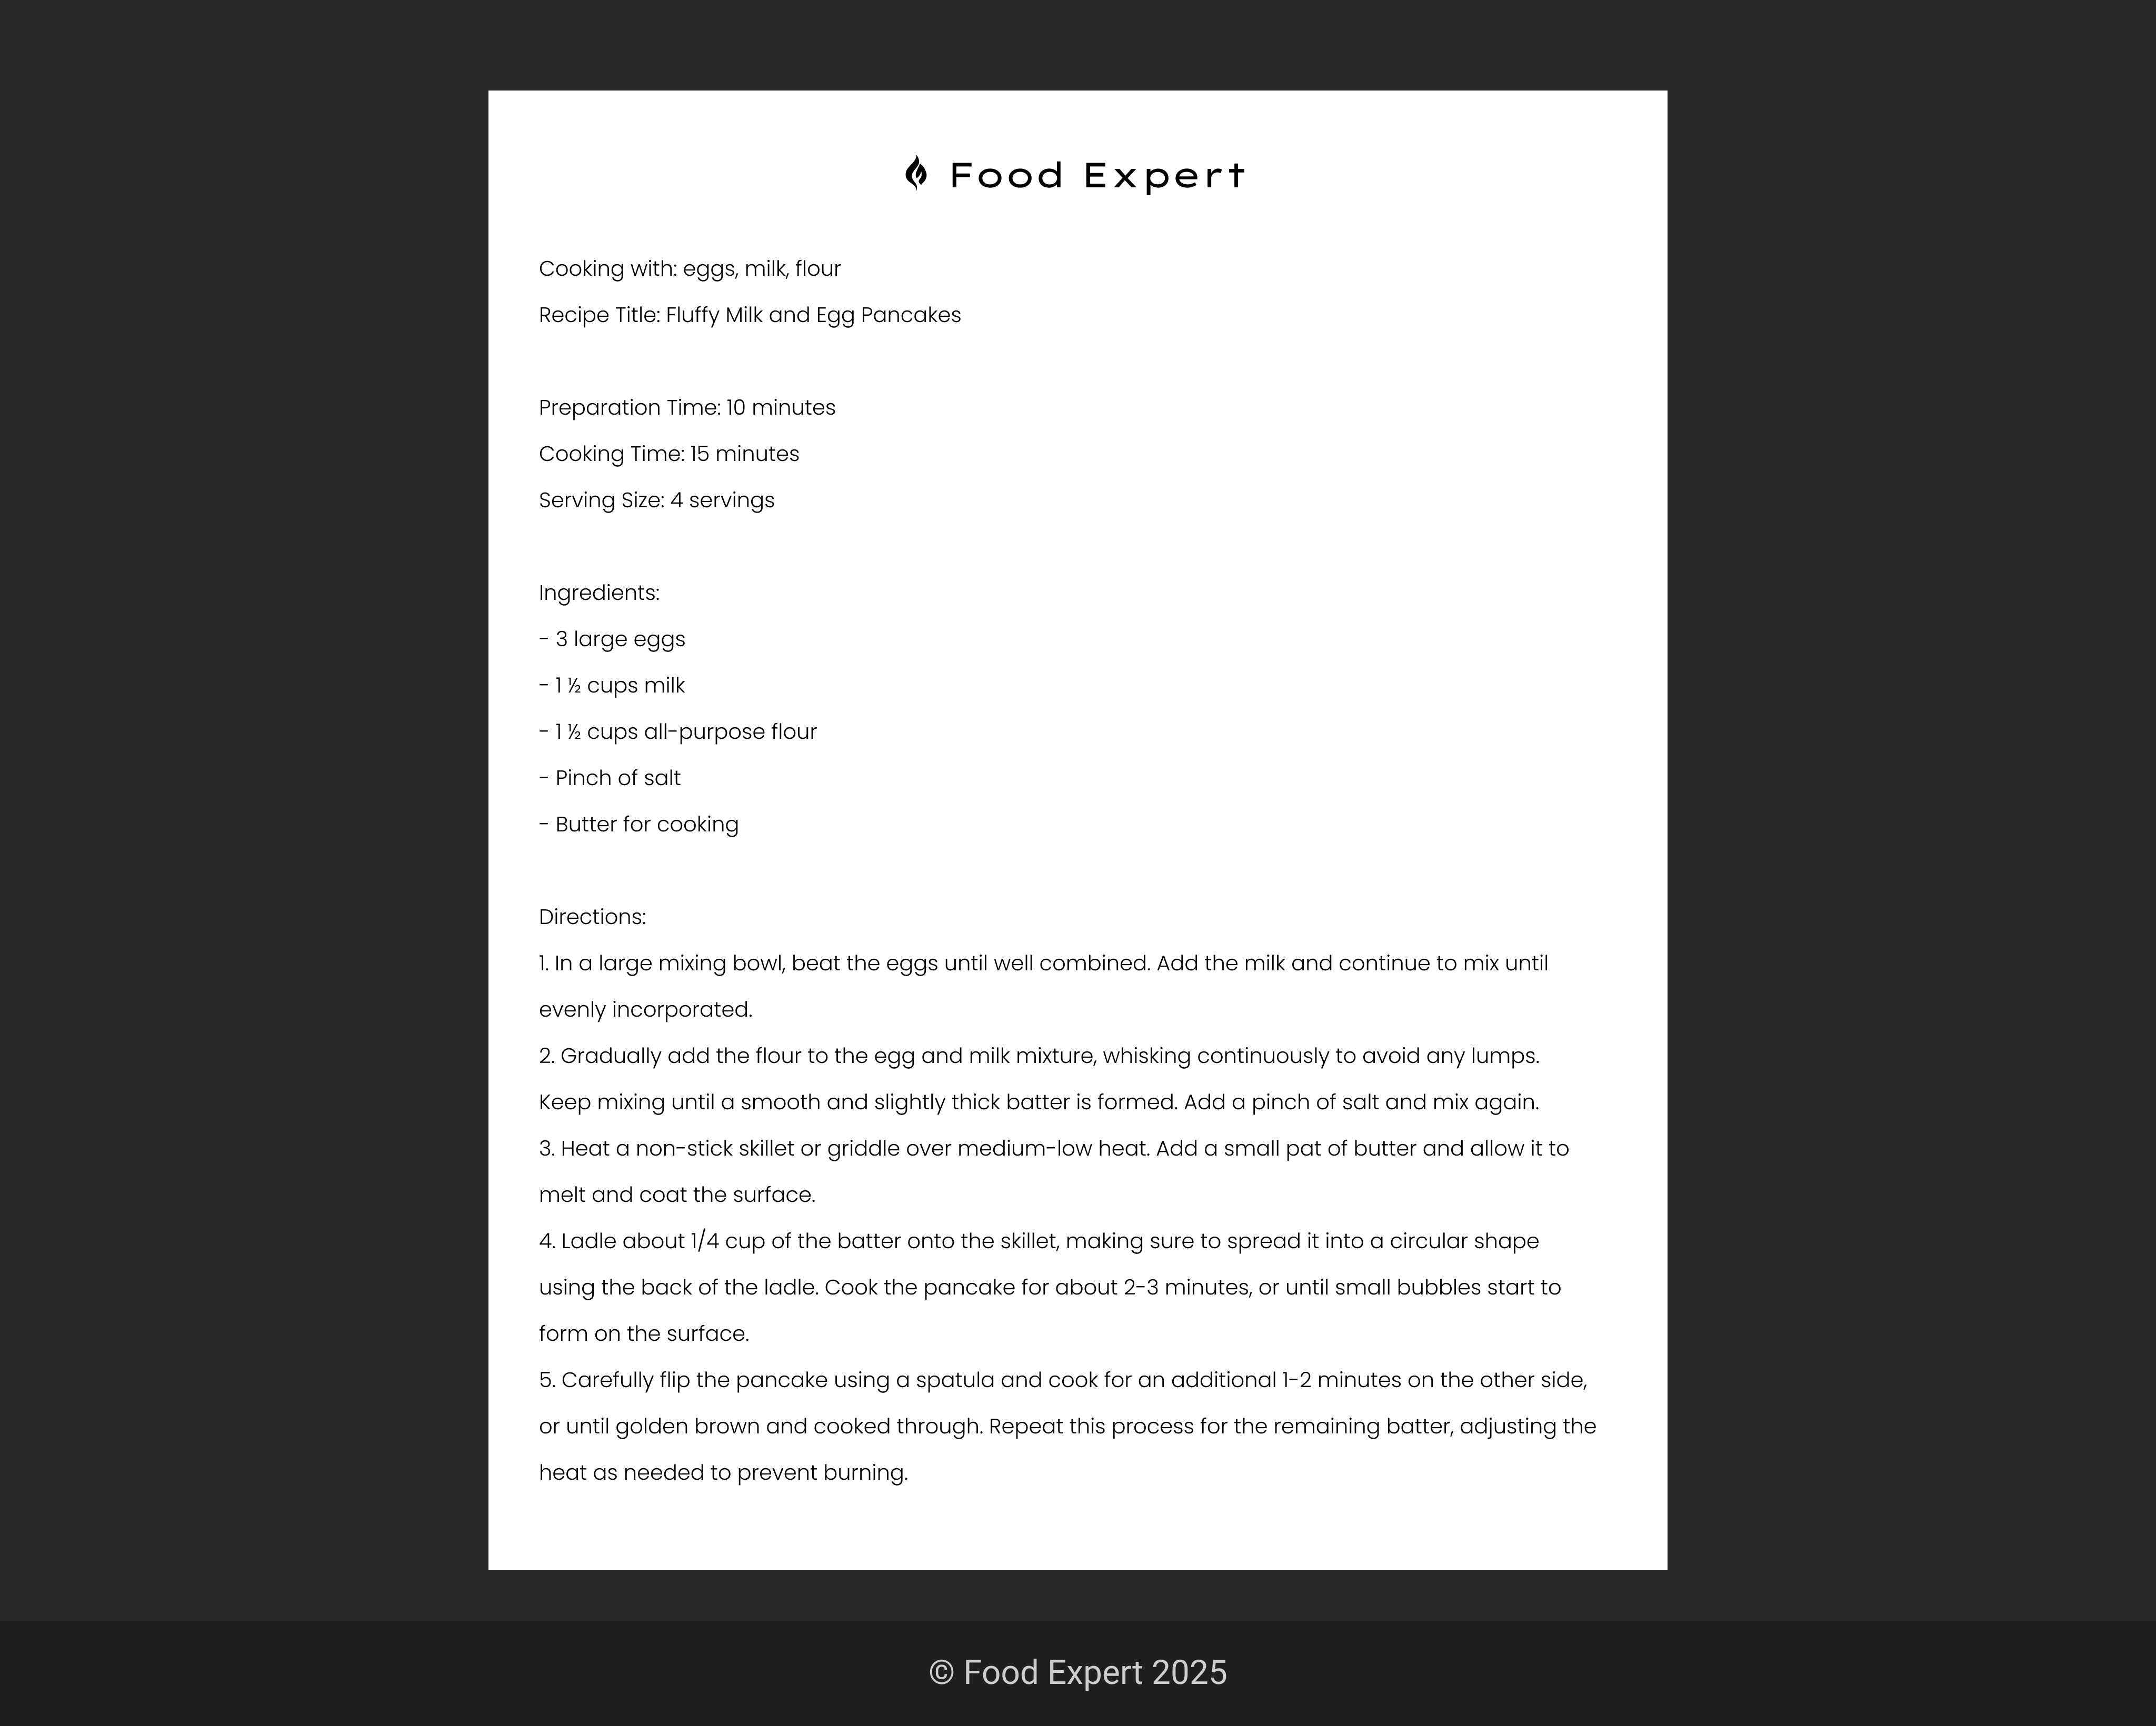 Food Expert
Cooking with: eggs, milk, flour
Recipe Title: Fluffy Milk and Egg Pancakes
Preparation Time: 10 minutes
Cooking Time: 15 minutes
Serving Size: 4 servings
Ingredients:
- 3 large eggs
- 1 ½ cups milk
- 1 ½ cups all-purpose flour
- Pinch of salt
- Butter for cooking
Directions:
1. In a large mixing bowl, beat the eggs until well combined. Add the milk and continue to mix until
evenly incorporated.
2. Gradually add the flour to the egg and milk mixture, whisking continuously to avoid any lumps.
Keep mixing until a smooth and slightly thick batter is formed. Add a pinch of salt and mix again.
3. Heat a non-stick skillet or griddle over medium-low heat. Add a small pat of butter and allow it to
melt and coat the surface.
4. Ladle about 1/4 cup of the batter onto the skillet, making sure to spread it into a circular shape
using the back of the ladle. Cook the pancake for about 2-3 minutes, or until small bubbles start to
form on the surface.
5. Carefully flip the pancake using a spatula and cook for an additional 1-2 minutes on the other side,
or until golden brown and cooked through. Repeat this process for the remaining batter, adjusting the
heat as needed to prevent burning.
© Food Expert 2025